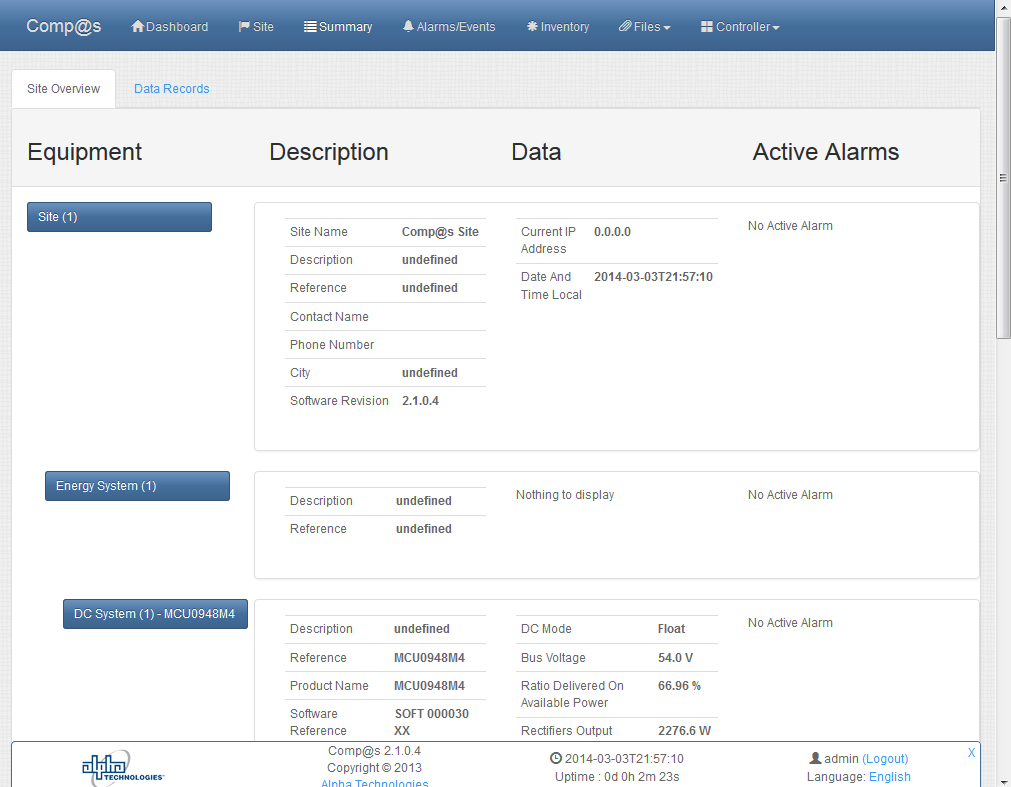 Comp@s
Dashboard
Site
Summary
Alarms/Events
Inventory
Files
Controller
Site Overview
Data Records
Equipment
Description
Data
Active Alarms
Site (1)
Site Name Comp@s Site
Description undefined
Reference undefined
Contact Name
Phone Number
City undefined
Software Revision 2.1.0.4
Current IP 0.0.0.0
Address
Date And 2014-03-03T21:57:10
Time Local
No Active Alarm
Energy System (1)
Description undefined
Reference undefined
Nothing to display
No Active Alarm
DC System (1) - MCU0948M4
Description undefined
Reference MCU0948M4
Product Name MCU0948M4
Software SOFT 000030
Reference XX
DC Mode Float
Bus Voltage 54.0 V
Ratio Delivered On 66.96 %
Available Power
Rectifiers Output 2276.6 W
No Active Alarm
alpha
TECHNOLOGIES
Comp@s 2.1.0.4
Copyright © 2013
Alpha Technologies
2014-03-03T21:57:10
Uptime : 0d 0h 2m 23s
admin (Logout)
Language: English
X